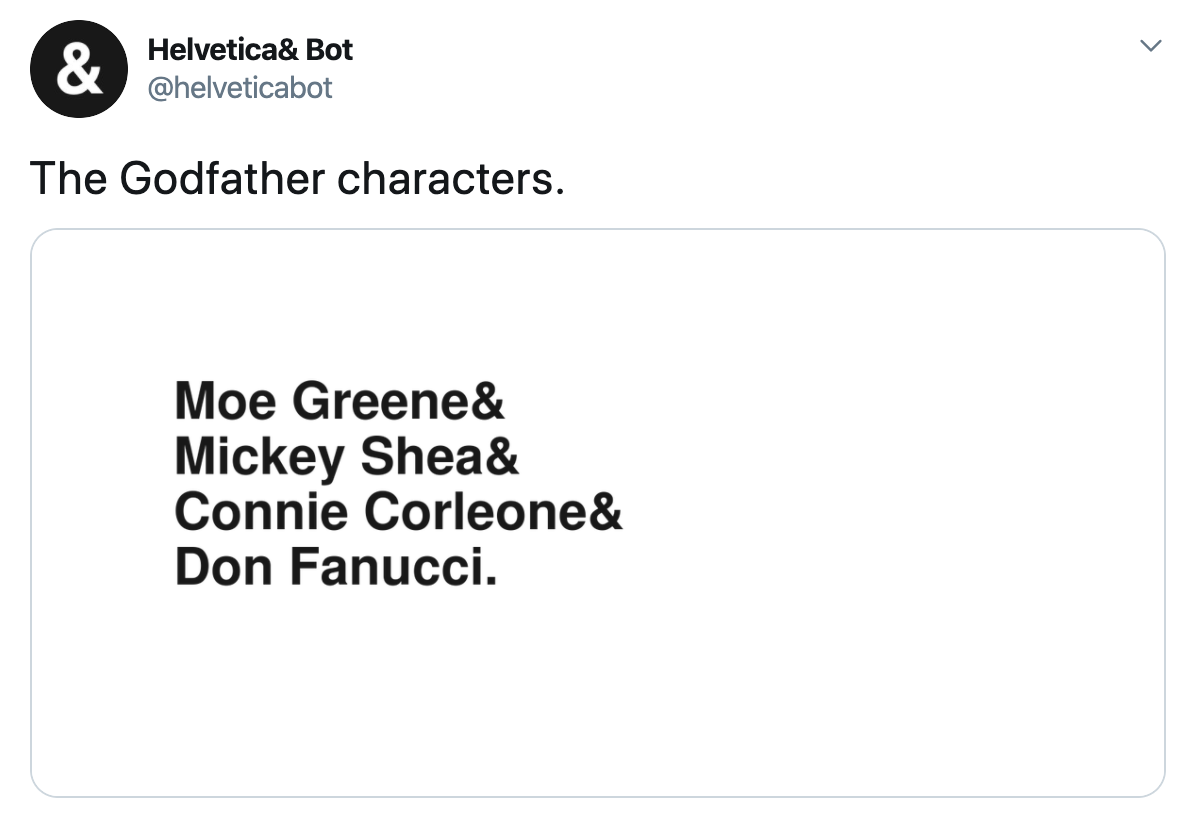 &
Helvetica& Bot
@helveticabot
The Godfather characters.
Moe Greene&
Mickey Shea&
Connie Corleone&
Don Fanucci.